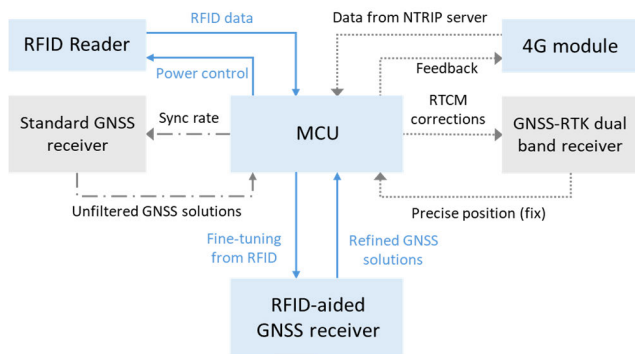 RFID data
Data from NTRIP server
RFID Reader
4G module
Power control
Feedback
Standard GNSS
receiver
Sync rate
MCU
RTCM
corrections
GNSS-RTK dual
band receiver
Unfiltered GNSS solutions
Precise position (fix)
Fine-tuning
from RFID
Refined GNSS
solutions
RFID-aided
GNSS receiver